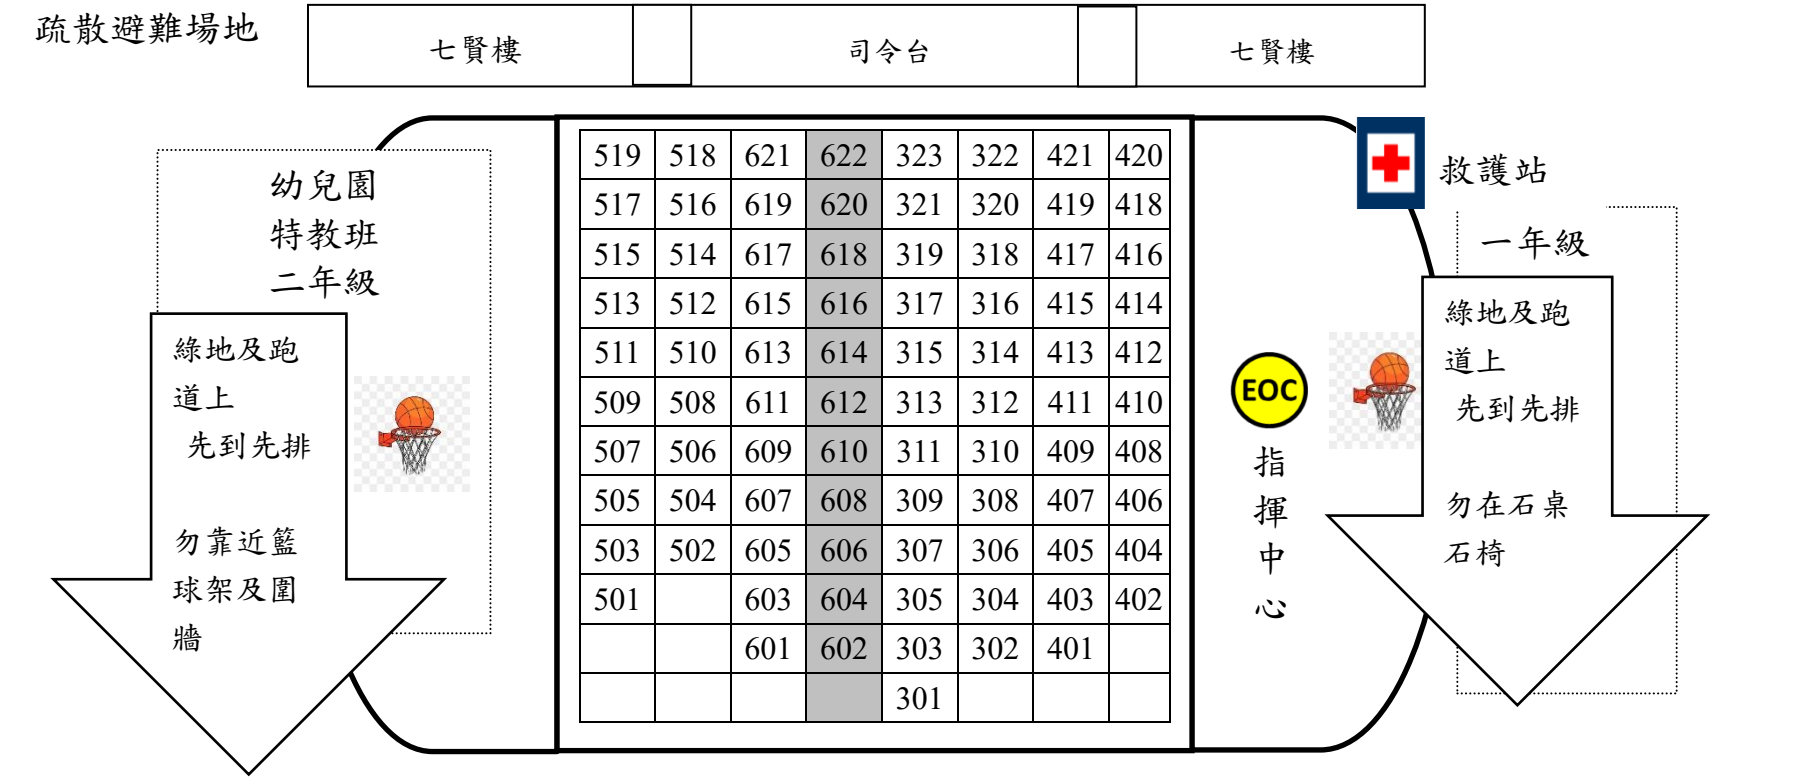 疏散避難場地
七賢樓 司令台 七賢樓
519 518 621 622 323 322 421 420
517 516 619 620 321 320 419 418
515 514 617 618 319 318 417 416
513 512 615 616 317 316 415 414
511 510 613 614 315 314 413 412
509 508 611 612 313 312 411 410
507 506 609 610 311 310 409 408
505 504 607 608 309 308 407 406
503 502 605 606 307 306 405 404
501 603 604 305 304 403 402
601 602 303 302 401
301
幼兒園
特教班
二年級
綠地及跑
道上
先到先排
勿靠近籃
球架及圍
牆
EOC
指
揮
中
心
救護站
一年級
綠地及跑
道上
先到先排
勿在石桌
石椅